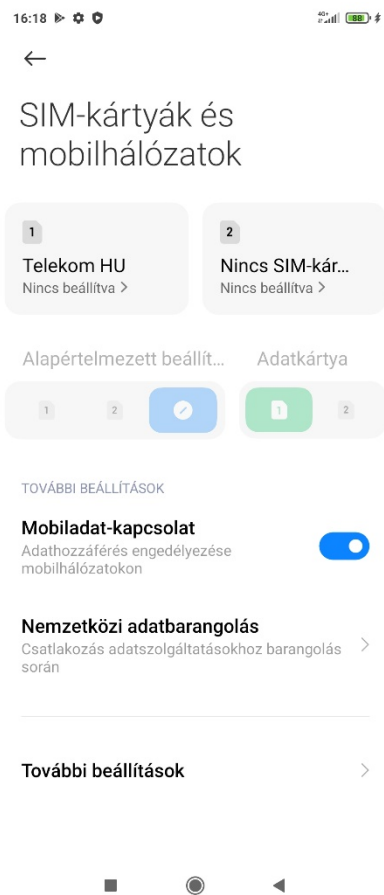 16:18 4G+ 88
SIM-kártyák és
mobilhálózatok
1 2
Telekom HU Nincs SIM-kár...
Nincs beállítva > Nincs beállítva >
Alapértelmezett beállít... Adatkártya
1 2 1 2
TOVÁBBI BEÁLLÍTÁSOK
Mobiladat-kapcsolat
Adathozzáférés engedélyezése
mobilhálózatokon
Nemzetközi adatbarangolás
Csatlakozás adatszolgáltatásokhoz barangolás
során
További beállítások